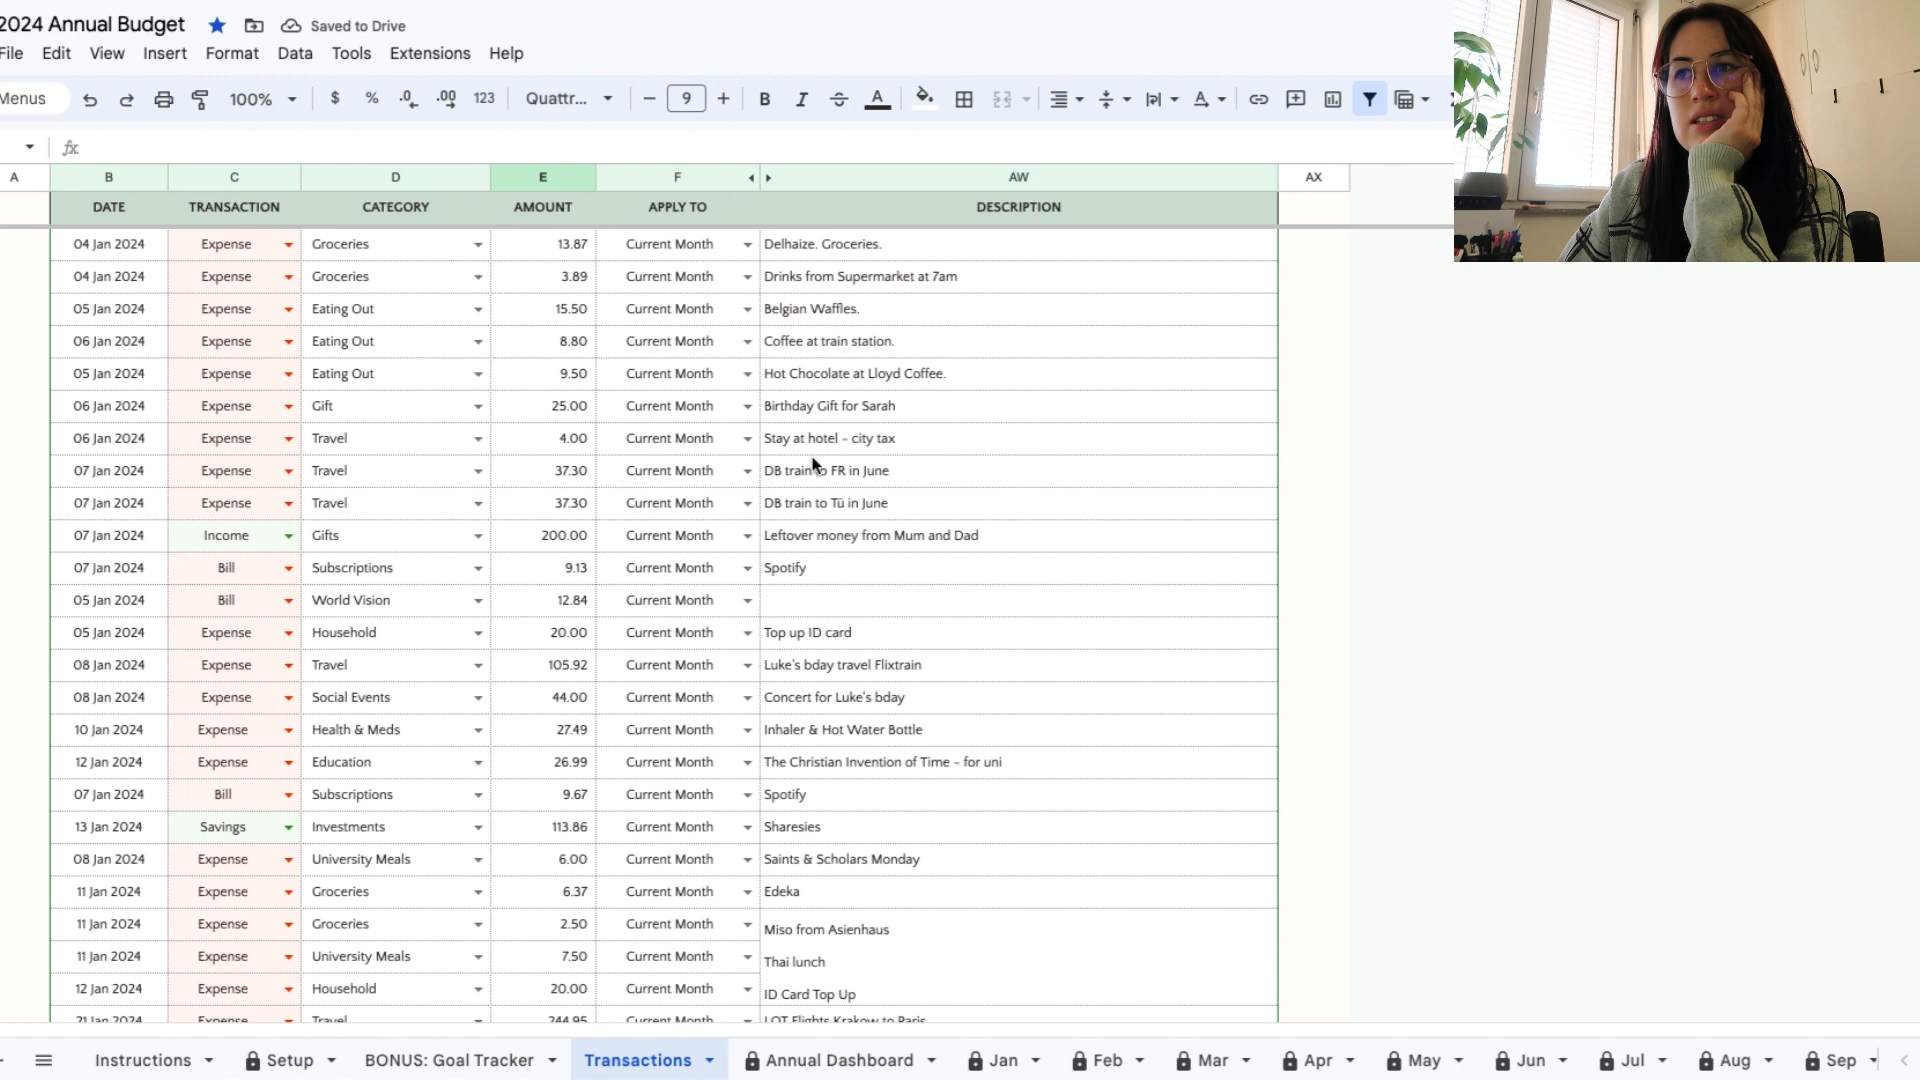 2024 Annual Budget Saved to Drive
File Edit View Insert Format Data Tools Extensions Help
Menus 100% $ % .0 .00 123 Quattr... 9 B I A
fx
A B C D E F AW AX
DATE TRANSACTION CATEGORY AMOUNT APPLY TO DESCRIPTION
04 Jan 2024 Expense Groceries 13.87 Current Month Delhaize. Groceries.
04 Jan 2024 Expense Groceries 3.89 Current Month Drinks from Supermarket at 7am
05 Jan 2024 Expense Eating Out 15.50 Current Month Belgian Waffles.
06 Jan 2024 Expense Eating Out 8.80 Current Month Coffee at train station.
05 Jan 2024 Expense Eating Out 9.50 Current Month Hot Chocolate at Lloyd Coffee.
06 Jan 2024 Expense Gift 25.00 Current Month Birthday Gift for Sarah
06 Jan 2024 Expense Travel 4.00 Current Month Stay at hotel - city tax
07 Jan 2024 Expense Travel 37.30 Current Month DB train to FR in June
07 Jan 2024 Expense Travel 37.30 Current Month DB train to Tü in June
07 Jan 2024 Income Gifts 200.00 Current Month Leftover money from Mum and Dad
07 Jan 2024 Bill Subscriptions 9.13 Current Month Spotify
05 Jan 2024 Bill World Vision 12.84 Current Month
05 Jan 2024 Expense Household 20.00 Current Month Top up ID card
08 Jan 2024 Expense Travel 105.92 Current Month Luke's bday travel Flixtrain
08 Jan 2024 Expense Social Events 44.00 Current Month Concert for Luke's bday
10 Jan 2024 Expense Health & Meds 27.49 Current Month Inhaler & Hot Water Bottle
12 Jan 2024 Expense Education 26.99 Current Month The Christian Invention of Time - for uni
07 Jan 2024 Bill Subscriptions 9.67 Current Month Spotify
13 Jan 2024 Savings Investments 113.86 Current Month Sharesies
08 Jan 2024 Expense University Meals 6.00 Current Month Saints & Scholars Monday
11 Jan 2024 Expense Groceries 6.37 Current Month Edeka
11 Jan 2024 Expense Groceries 2.50 Current Month Miso from Asienhaus
11 Jan 2024 Expense University Meals 7.50 Current Month Thai lunch
12 Jan 2024 Expense Household 20.00 Current Month ID Card Top Up
21 Jan 2024 Expense Travel 244.95 Current Month LOT Flights Krakow to Paris
Instructions Setup BONUS: Goal Tracker Transactions Annual Dashboard Jan Feb Mar Apr May Jun Jul Aug Sep